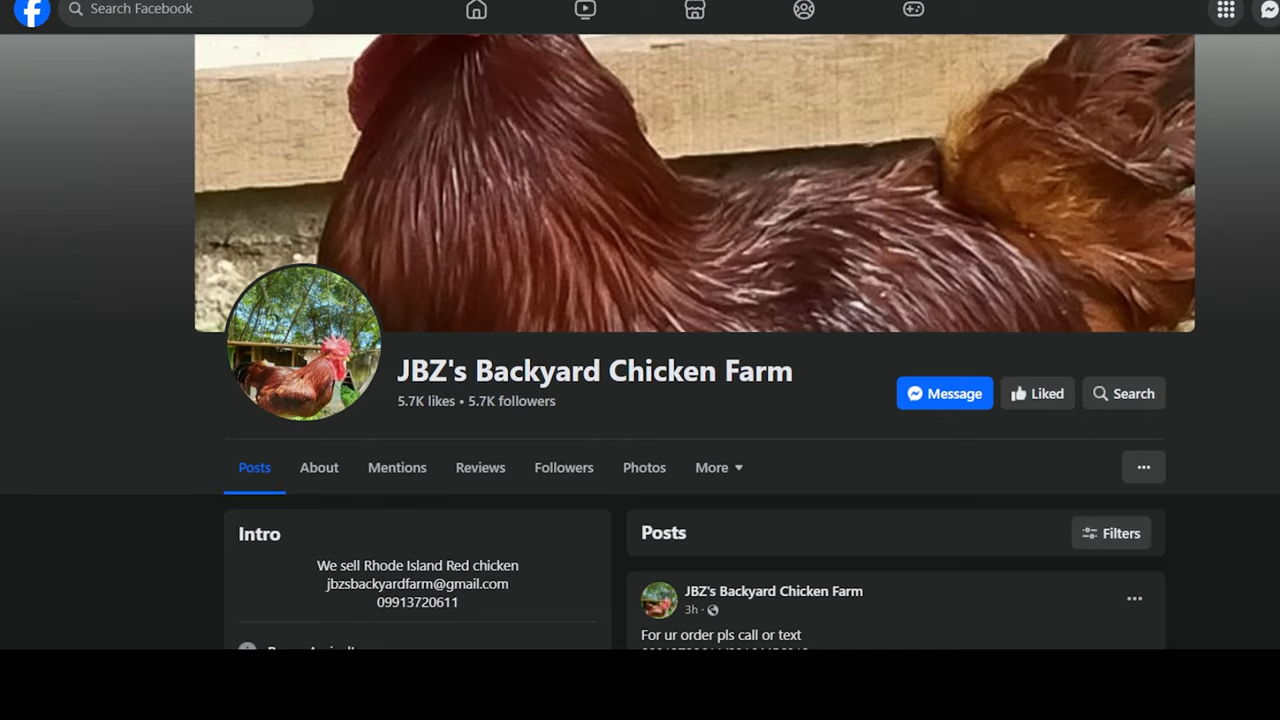 Search Facebook
JBZ's Backyard Chicken Farm
5.7K likes • 5.7K followers
Message
Liked
Search
Posts
About
Mentions
Reviews
Followers
Photos
More
Intro
We sell Rhode Island Red chicken
jbzsbackyardfarm@gmail.com
09913720611
Posts
Filters
JBZ's Backyard Chicken Farm
3h
For ur order pls call or text